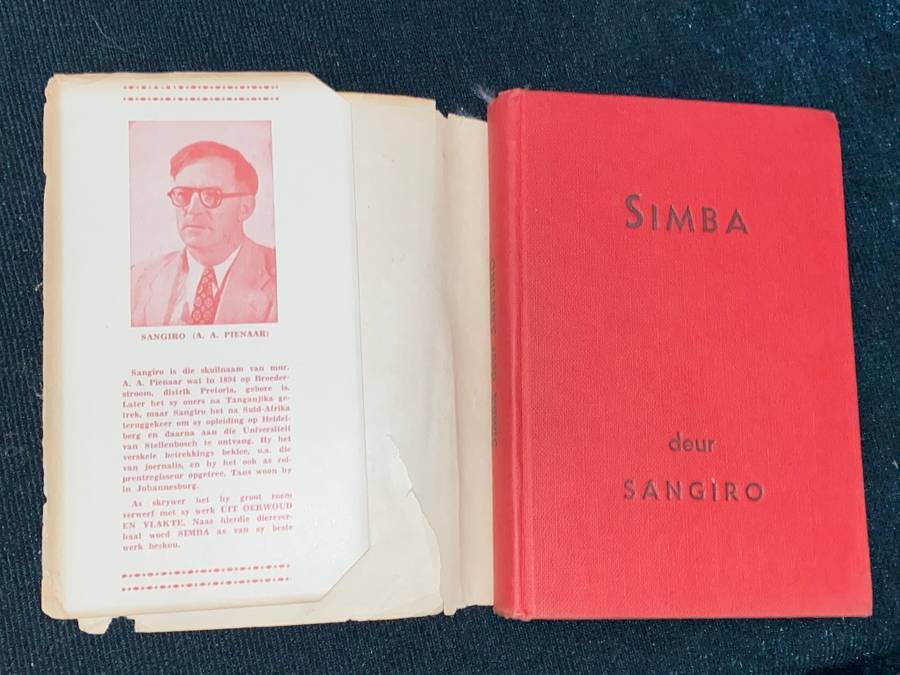 SANGIRO (A. A. PIENAAR)
Sangiro is die skuilnaam van mnr.
A. A. Pienaar wat in 1894 op Broeder-
stroom, distrik Pretoria, gebore is.
Later het sy ouers na Tanganjika ge-
trek, maar Sangiro het na Suid-Afrika
teruggekeer om sy opleiding op Heidel-
berg en daarna aan die Universiteit
van Stellenbosch te ontvang. Hy het
verskeie betrekkings beklee, o.a. die
van joernalis, en hy het ook as rol-
prentregisseur opgetree. Tans woon hy
in Johannesburg.
As skrywer het hy groot roem
verwerf met sy werk UIT OERWOUD
EN VLAKTE. Naas hierdie dierever-
haal word SIMBA as van sy beste
werk beskou.
SIMBA
deur
SANGIRO